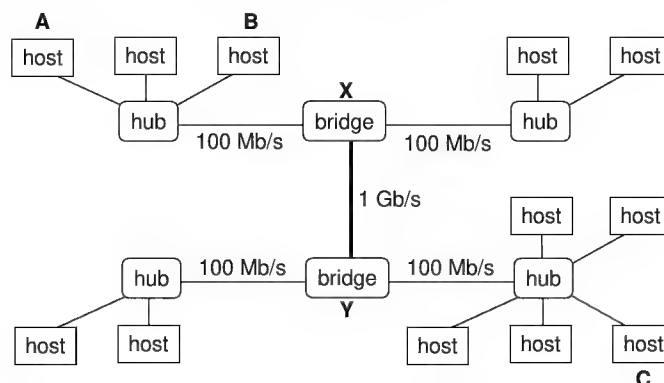 A B
host host host host host
X
hub bridge hub
100 Mb/s 100 Mb/s
1 Gb/s
host host
hub 100 Mb/s bridge 100 Mb/s hub
Y
host host host host host
C